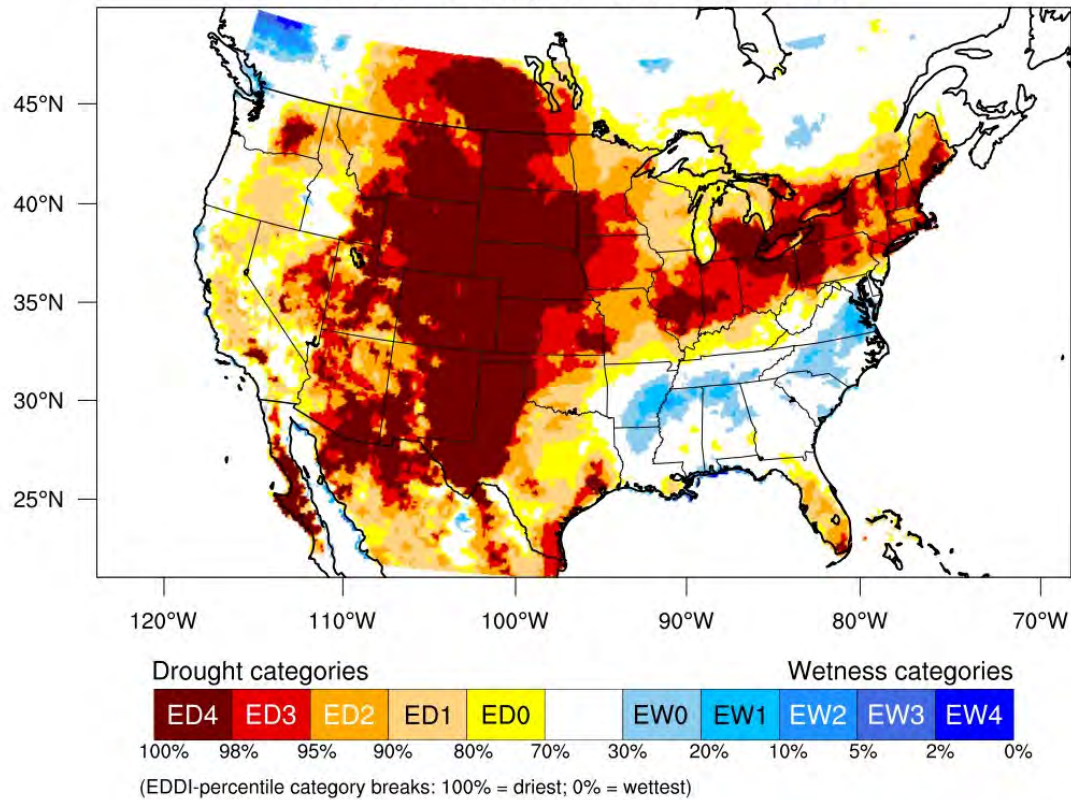 45°N
40°N
35°N
30°N
25°N
120°W 110°W 100°W 90°W 80°W 70°W
Drought categories Wetness categories
ED4 ED3 ED2 ED1 ED0 EW0 EW1 EW2 EW3 EW4
100% 98% 95% 90% 80% 70% 30% 20% 10% 5% 2% 0%
(EDDI-percentile category breaks: 100% = driest; 0% = wettest)